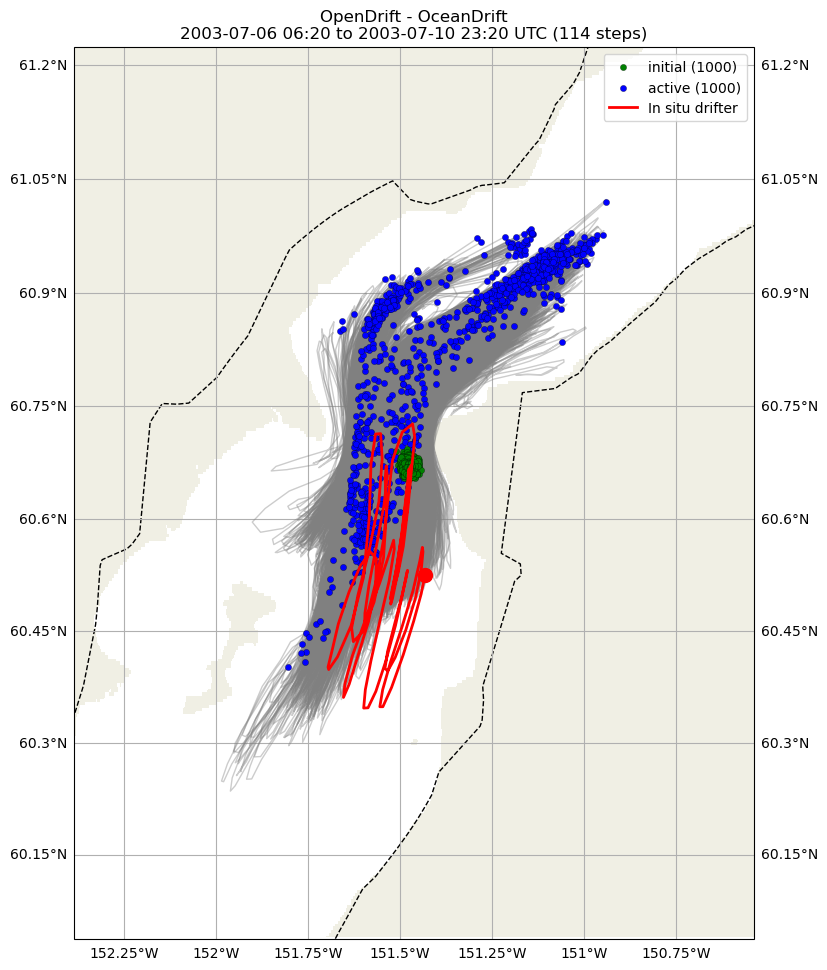 OpenDrift - OceanDrift
2003-07-06 06:20 to 2003-07-10 23:20 UTC (114 steps)
initial (1000)
active (1000)
In situ drifter
61.2°N
61.2°N
61.05°N
61.05°N
60.9°N
60.9°N
60.75°N
60.75°N
60.6°N
60.6°N
60.45°N
60.45°N
60.3°N
60.3°N
60.15°N
60.15°N
152.25°W 152°W 151.75°W 151.5°W 151.25°W 151°W 150.75°W